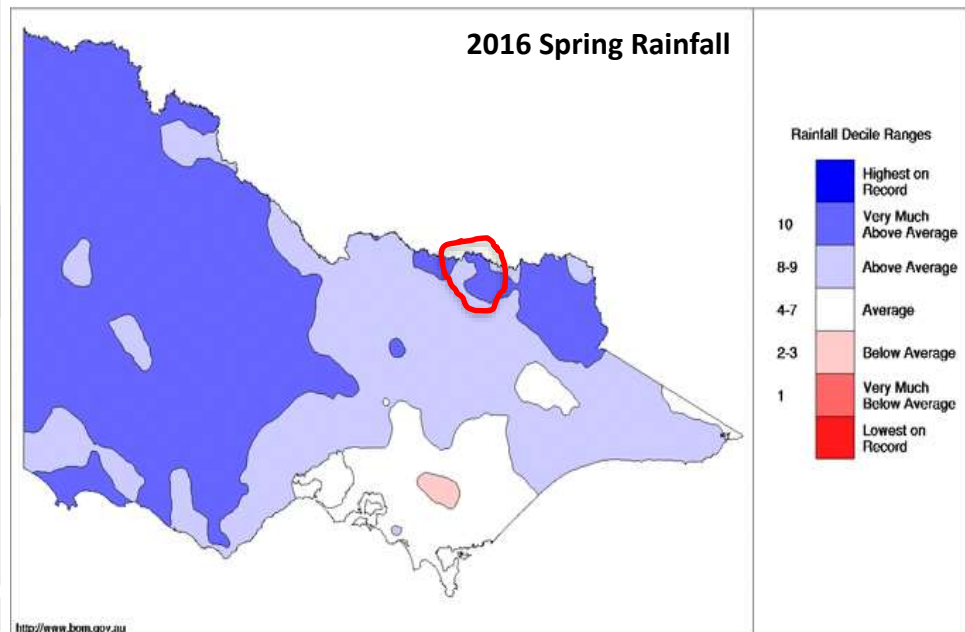 2016 Spring Rainfall
Rainfall Decile Ranges
Highest on
Record
10
Very Much
Above Average
8-9
Above Average
4-7
Average
2-3
Below Average
1
Very Much
Below Average
Lowest on
Record
http://www.bom.gov.au